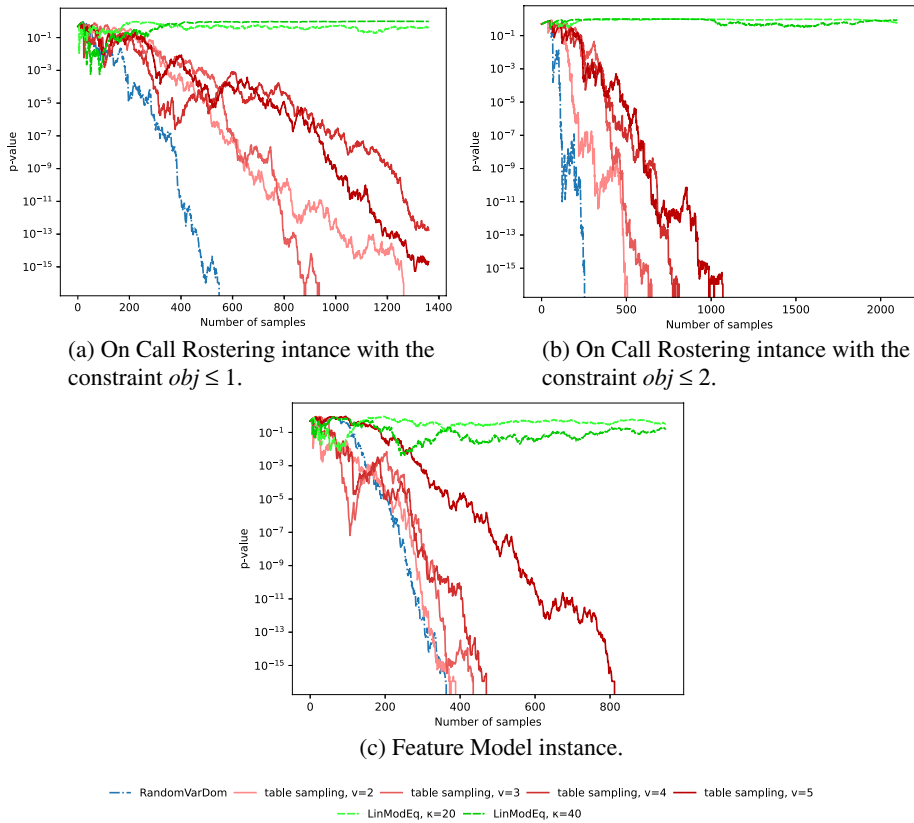 10⁻¹
10⁻³
10⁻⁵
10⁻⁷
10⁻⁹
10⁻¹¹
10⁻¹³
10⁻¹⁵
p-value
0 200 400 600 800 1000 1200 1400
Number of samples
(a) On Call Rostering intance with the
constraint obj ≤ 1.
10⁻¹
10⁻³
10⁻⁵
10⁻⁷
10⁻⁹
10⁻¹¹
10⁻¹³
10⁻¹⁵
p-value
0 500 1000 1500 2000
Number of samples
(b) On Call Rostering intance with the
constraint obj ≤ 2.
10⁻¹
10⁻³
10⁻⁵
10⁻⁷
10⁻⁹
10⁻¹¹
10⁻¹³
10⁻¹⁵
p-value
0 200 400 600 800
Number of samples
(c) Feature Model instance.
RandomVarDom table sampling, v=2 table sampling, v=3 table sampling, v=4 table sampling, v=5
LinModEq, κ=20 LinModEq, κ=40